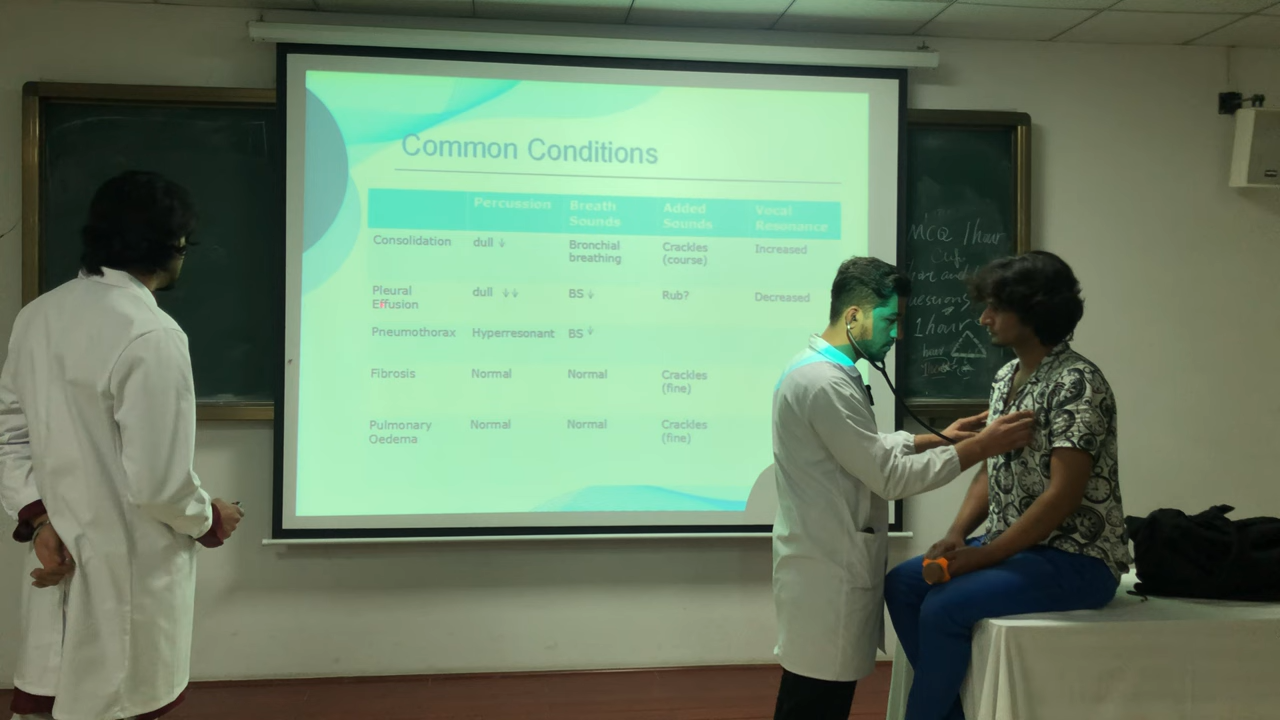 Common Conditions
Percussion Breath Sounds Added Sounds Vocal Resonance
Consolidation dull ↓ Bronchial breathing Crackles (course) Increased
Pleural Effusion dull ↓↓ BS ↓ Rub? Decreased
Pneumothorax Hyperresonant BS ↓
Fibrosis Normal Normal Crackles (fine)
Pulmonary Oedema Normal Normal Crackles (fine)
MCQ 1 hour
1 hour